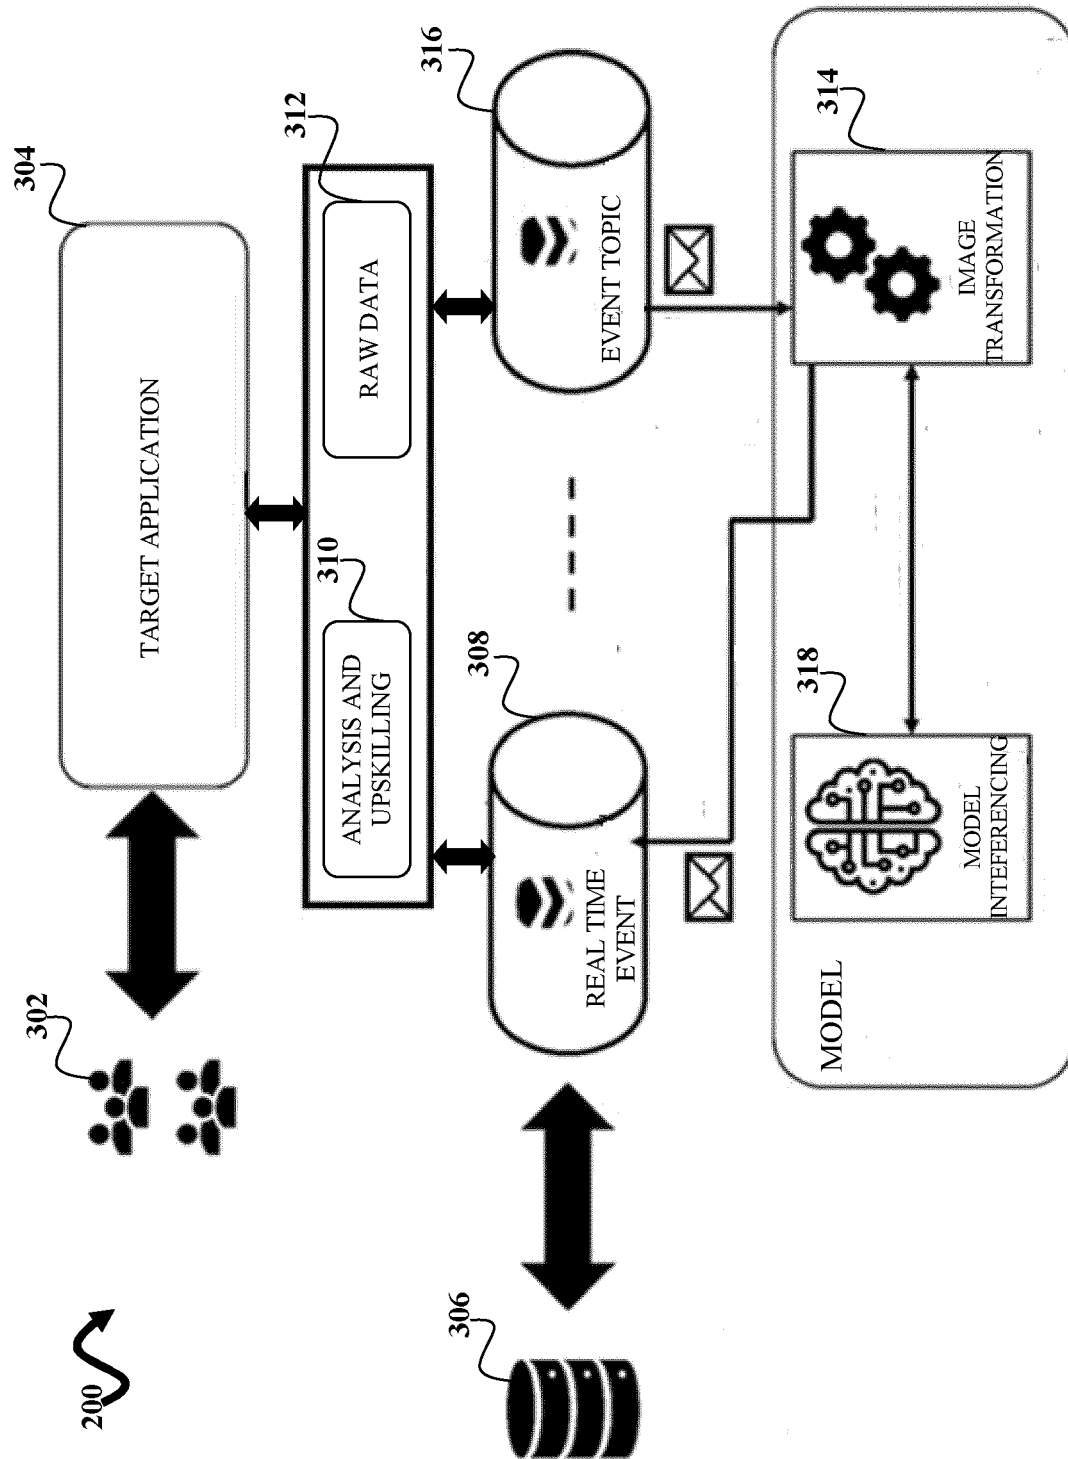 200
302
304
TARGET APPLICATION
310
ANALYSIS AND
UPSKILLING
312
RAW DATA
306
308
REAL TIME
EVENT
316
EVENT TOPIC
MODEL
318
MODEL
INTEFERENCING
314
IMAGE
TRANSFORMATION